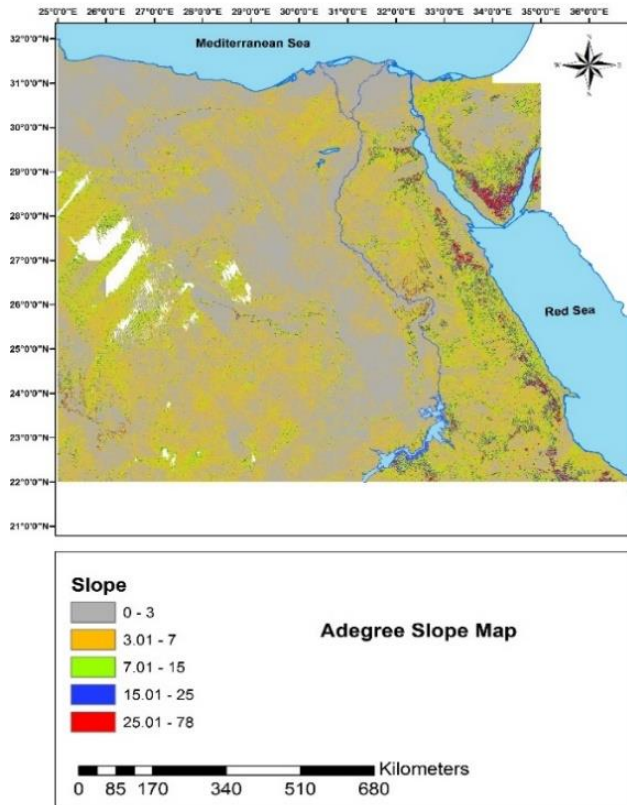 25°0'0"E 27°0'0"E 28°0'0"E 29°0'0"E 30°0'0"E 31°0'0"E 32°0'0"E 33°0'0"E 34°0'0"E 35°0'0"E 36°0'0"E
32°0'0"N
Mediterranean Sea
N
W E
S
31°0'0"N
30°0'0"N
29°0'0"N
28°0'0"N
27°0'0"N
26°0'0"N
Red Sea
25°0'0"N
24°0'0"N
23°0'0"N
22°0'0"N
21°0'0"N
Slope
0 - 3
3.01 - 7
7.01 - 15
15.01 - 25
25.01 - 78
Adegree Slope Map
Kilometers
0 85 170 340 510 680